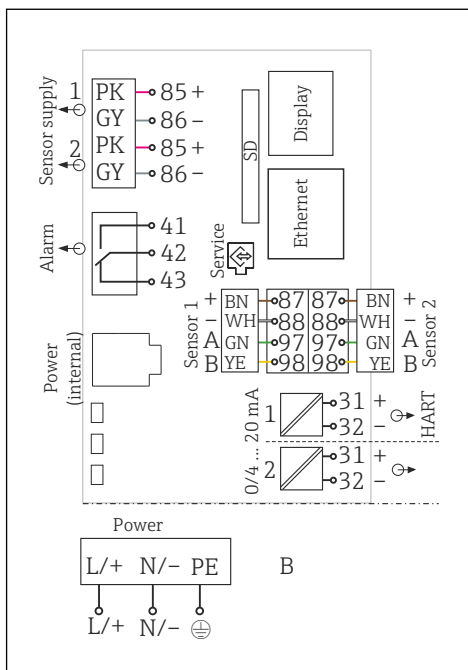 Sensor supply
1
2
PK
GY
PK
GY
85 +
86 -
85 +
86 -
SD
Display
Ethernet
Alarm
41
42
43
Service
Power
(internal)
Sensor 1
+ BN 87 87 BN +
- WH 88 88 WH -
A GN 97 97 GN A
B YE 98 98 YE B
Sensor 2
0/4 ... 20 mA
1
31 +
32 -
HART
2
31 +
32 -
Power
L/+ N/- PE
B
L/+ N/-